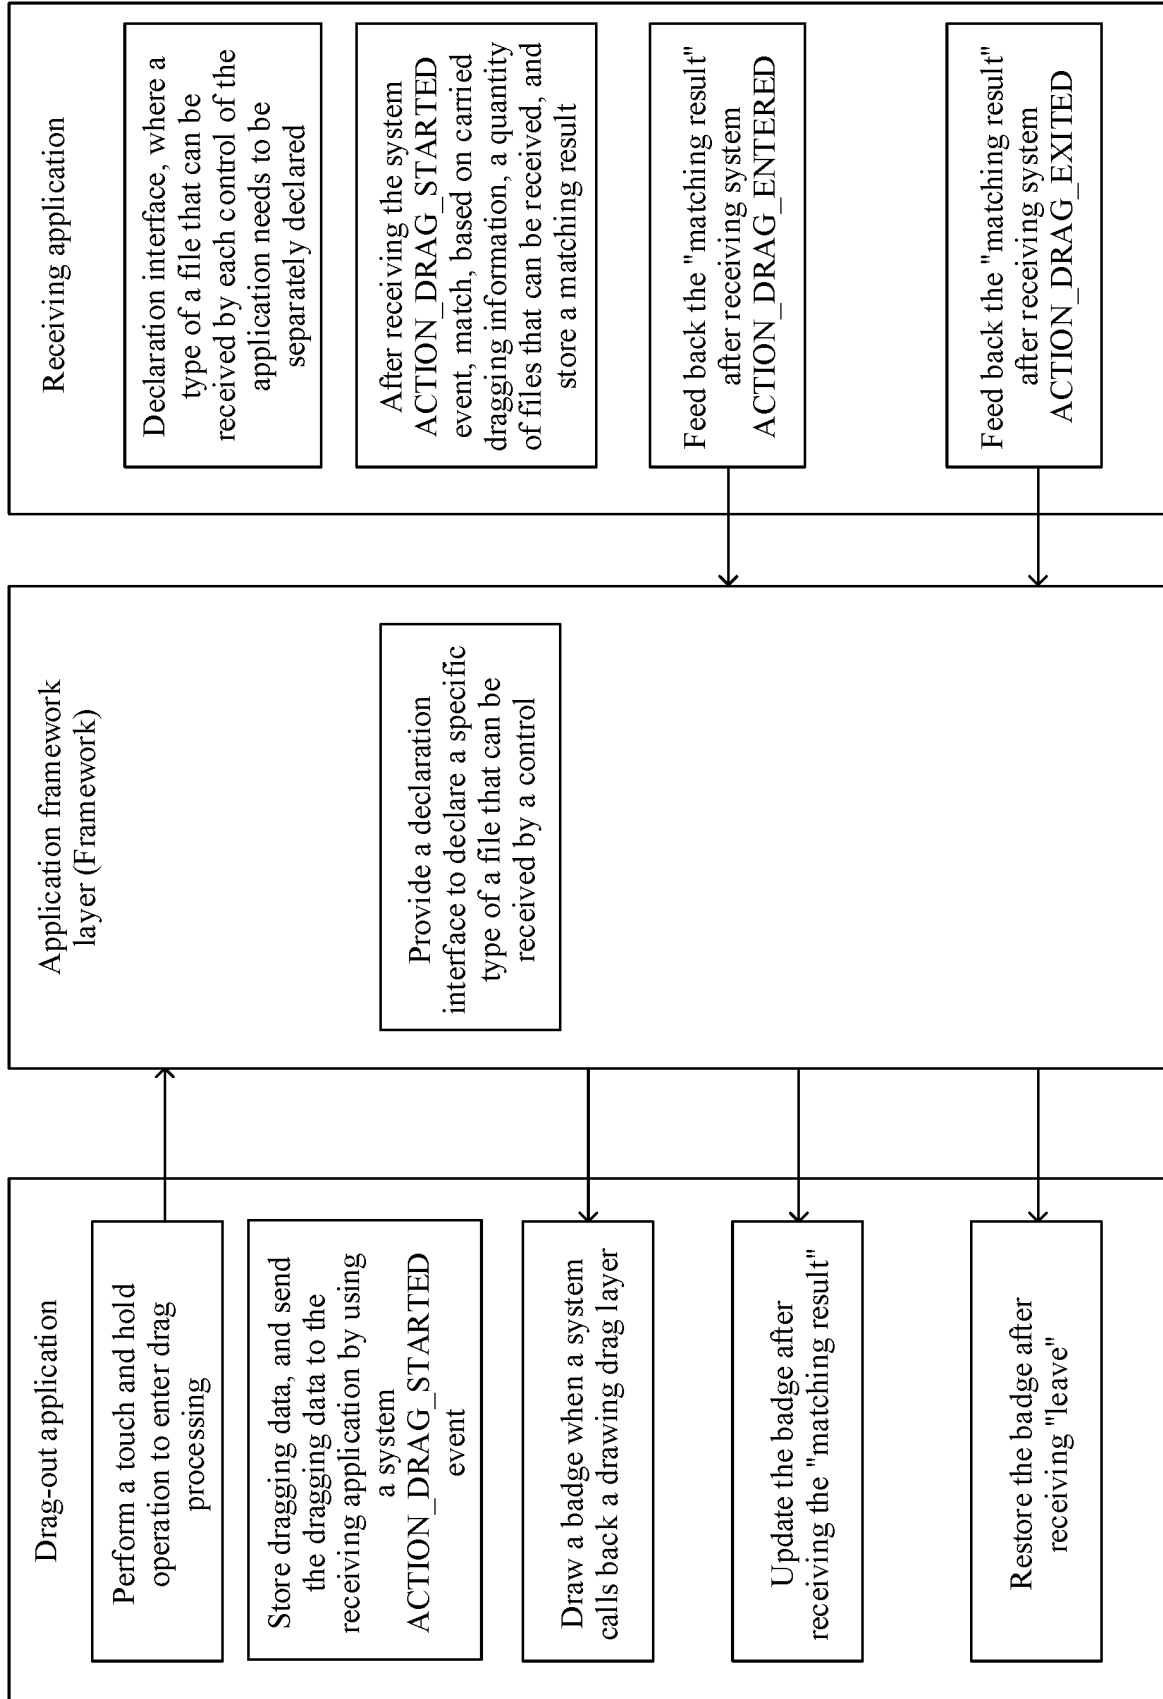 Drag-out application
Perform a touch and hold
operation to enter drag
processing
Store dragging data, and send
the dragging data to the
receiving application by using
a system
ACTION_DRAG_STARTED
event
Draw a badge when a system
calls back a drawing drag layer
Update the badge after
receiving the "matching result"
Restore the badge after
receiving "leave"
Application framework
layer (Framework)
Provide a declaration
interface to declare a specific
type of a file that can be
received by a control
Receiving application
Declaration interface, where a
type of a file that can be
received by each control of the
application needs to be
separately declared
After receiving the system
ACTION_DRAG_STARTED
event, match, based on carried
dragging information, a quantity
of files that can be received, and
store a matching result
Feed back the "matching result"
after receiving system
ACTION_DRAG_ENTERED
Feed back the "matching result"
after receiving system
ACTION_DRAG_EXITED